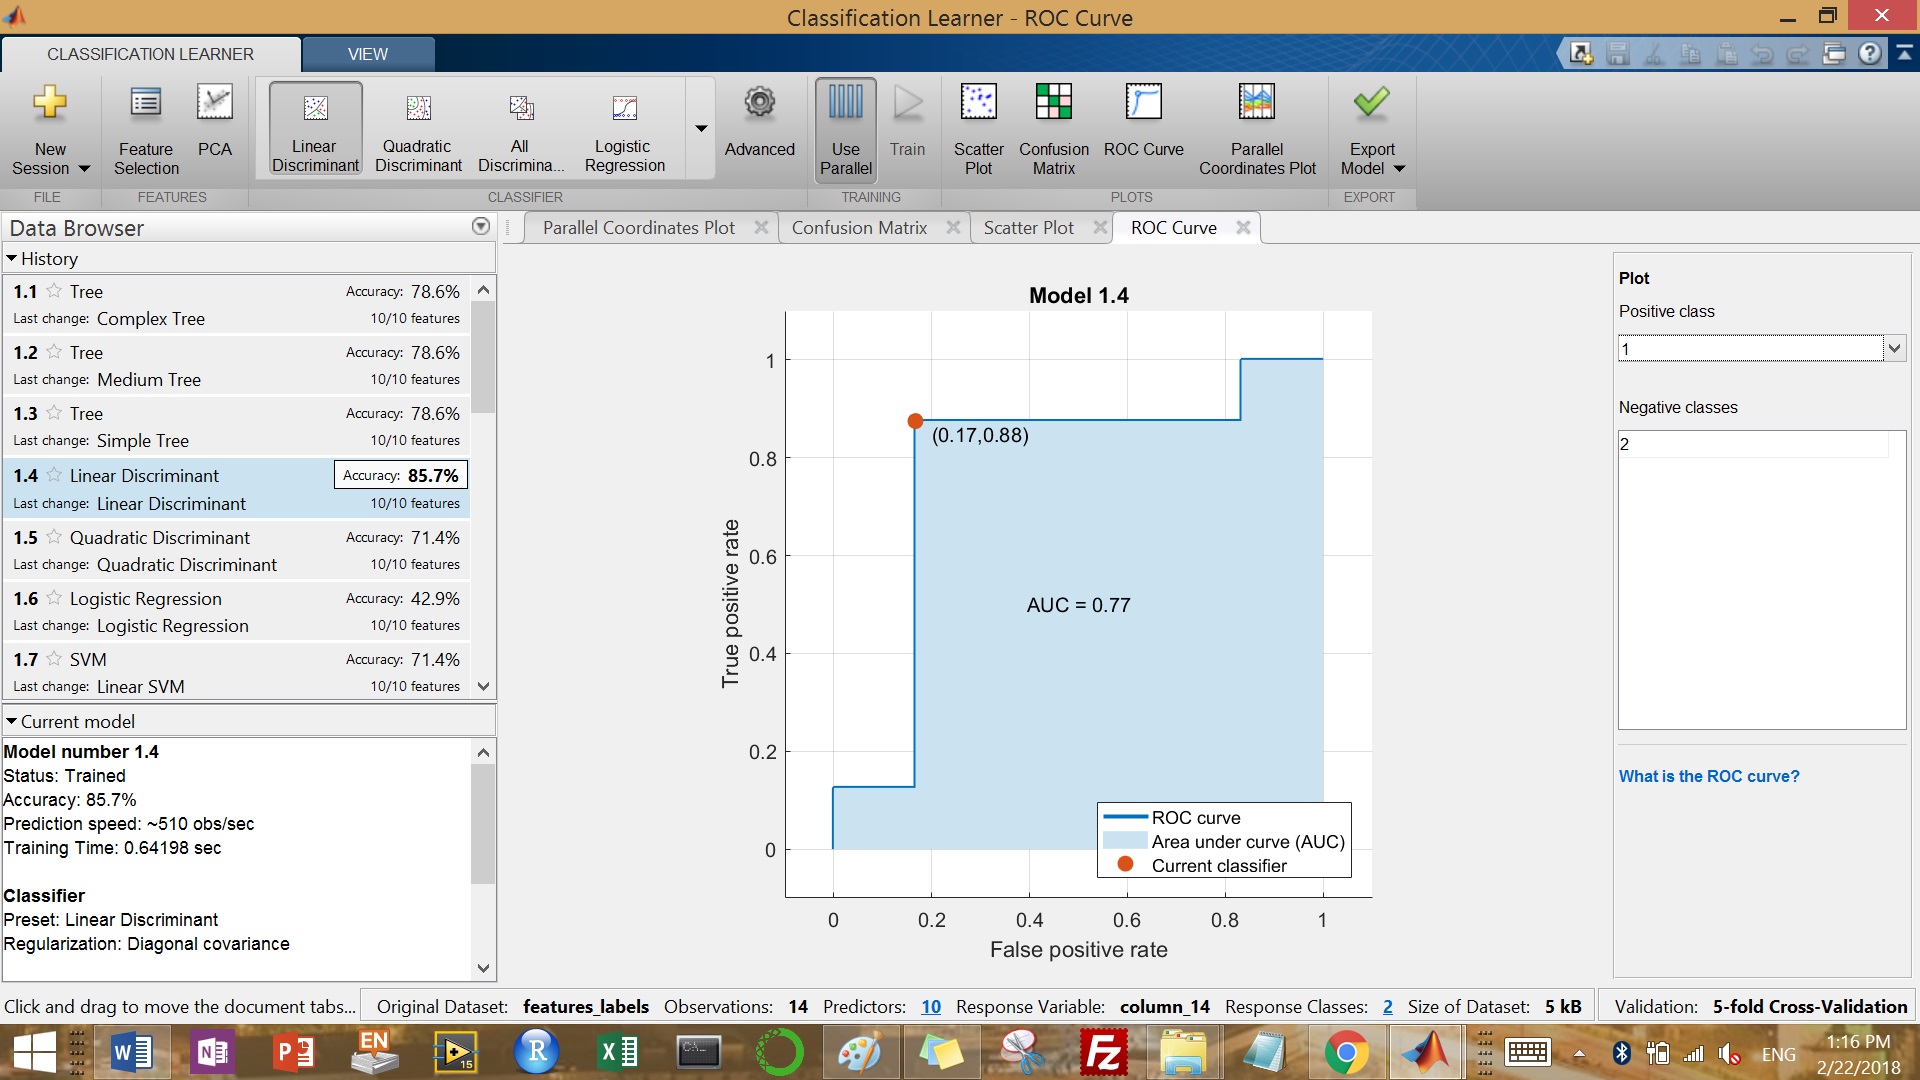 Classification Learner - ROC Curve
CLASSIFICATION LEARNER
VIEW
New Session
Feature Selection
PCA
Linear Discriminant
Quadratic Discriminant
All Discrimina...
Logistic Regression
Advanced
Use Parallel
Train
Scatter Plot
Confusion Matrix
ROC Curve
Parallel Coordinates Plot
Export Model
FILE
FEATURES
CLASSIFIER
TRAINING
PLOTS
EXPORT
Data Browser
Parallel Coordinates Plot
Confusion Matrix
Scatter Plot
ROC Curve
History
1.1 Tree Accuracy: 78.6%
Last change: Complex Tree 10/10 features
1.2 Tree Accuracy: 78.6%
Last change: Medium Tree 10/10 features
1.3 Tree Accuracy: 78.6%
Last change: Simple Tree 10/10 features
1.4 Linear Discriminant Accuracy: 85.7%
Last change: Linear Discriminant 10/10 features
1.5 Quadratic Discriminant Accuracy: 71.4%
Last change: Quadratic Discriminant 10/10 features
1.6 Logistic Regression Accuracy: 42.9%
Last change: Logistic Regression 10/10 features
1.7 SVM Accuracy: 71.4%
Last change: Linear SVM 10/10 features
Current model
Model number 1.4
Status: Trained
Accuracy: 85.7%
Prediction speed: ~510 obs/sec
Training Time: 0.64198 sec
Classifier
Preset: Linear Discriminant
Regularization: Diagonal covariance
Model 1.4
1
0.8
0.6
0.4
0.2
0
True positive rate
(0.17,0.88)
AUC = 0.77
ROC curve
Area under curve (AUC)
Current classifier
0 0.2 0.4 0.6 0.8 1
False positive rate
Plot
Positive class
1
Negative classes
2
What is the ROC curve?
Click and drag to move the document tabs...
Original Dataset: features_labels Observations: 14 Predictors: 10 Response Variable: column_14 Response Classes: 2 Size of Dataset: 5 kB
Validation: 5-fold Cross-Validation
EN
15
ENG
1:16 PM
2/22/2018